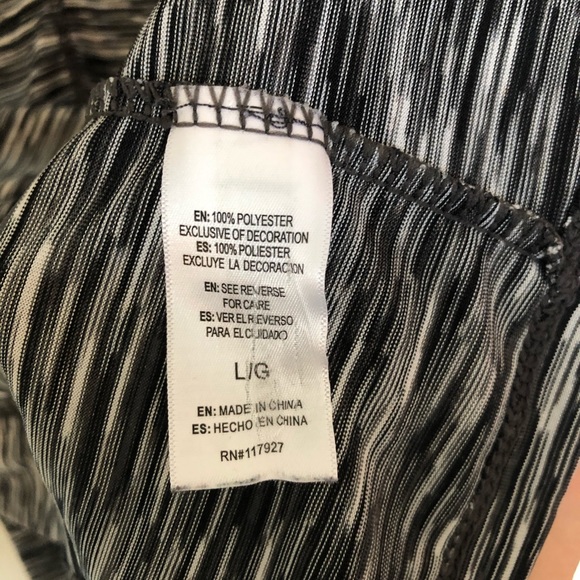 EN: 100% POLYESTER
EXCLUSIVE OF DECORATION
ES: 100% POLIESTER
EXCLUYE LA DECORACION
EN: SEE REVERSE
FOR CARE
ES: VER EL REVERSO
PARA EL CUIDADO
L/G
EN: MADE IN CHINA
ES: HECHO EN CHINA
RN#117927